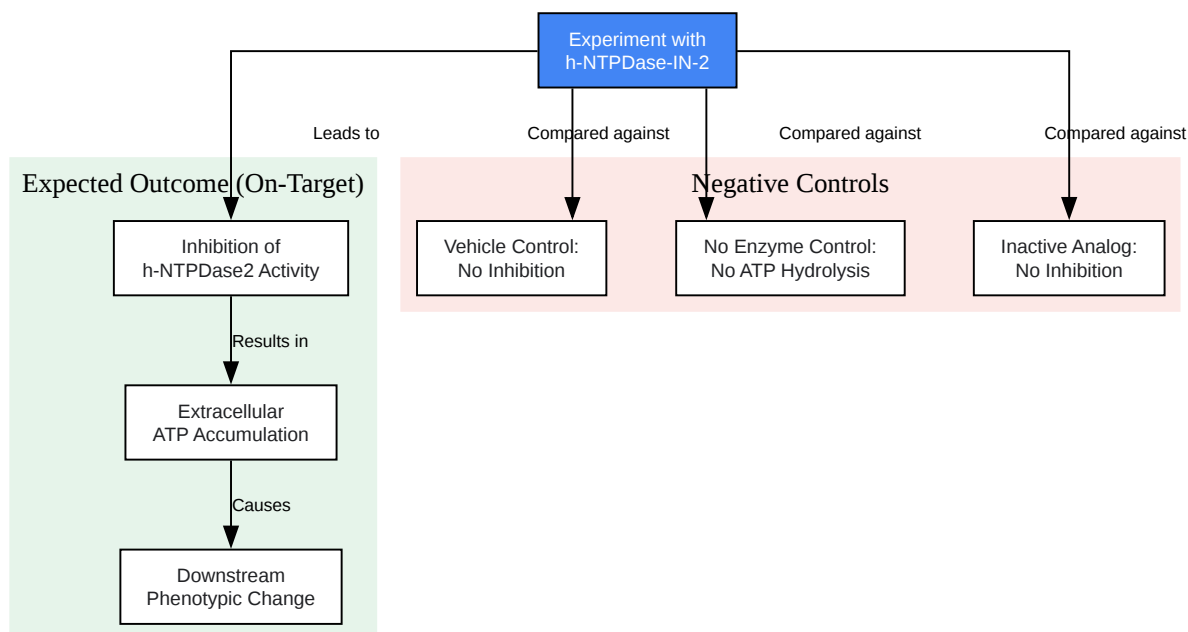 Experiment with
h-NTPDase-IN-2
Leads to
Compared against
Compared against
Compared against
Expected Outcome (On-Target)
Negative Controls
Inhibition of
h-NTPDase2 Activity
Vehicle Control:
No Inhibition
No Enzyme Control:
No ATP Hydrolysis
Inactive Analog:
No Inhibition
Results in
Extracellular
ATP Accumulation
Causes
Downstream
Phenotypic Change